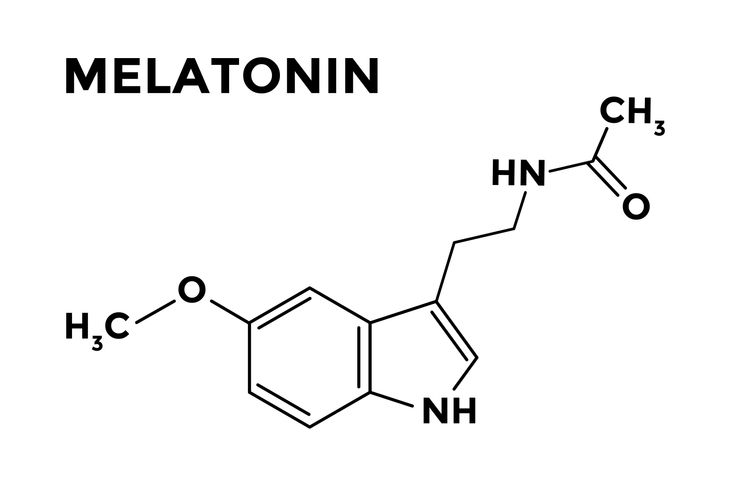 MELATONIN
CH₃
HN
O
O
H₃C
NH